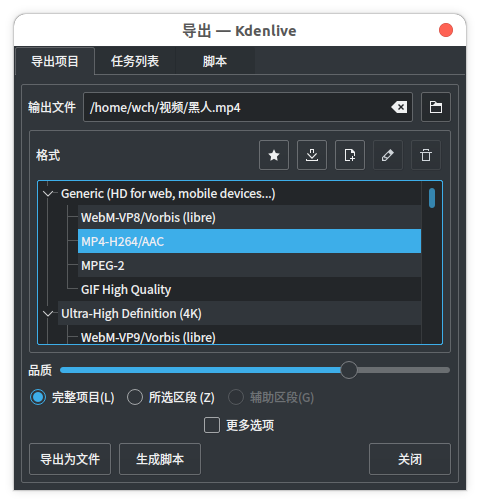 导出 — Kdenlive
导出项目 任务列表 脚本
输出文件 /home/wch/视频/黑人.mp4
格式
Generic (HD for web, mobile devices...)
WebM-VP8/Vorbis (libre)
MP4-H264/AAC
MPEG-2
GIF High Quality
Ultra-High Definition (4K)
WebM-VP9/Vorbis (libre)
品质
完整项目(L) 所选区段 (Z) 辅助区段(G)
更多选项
导出为文件 生成脚本 关闭